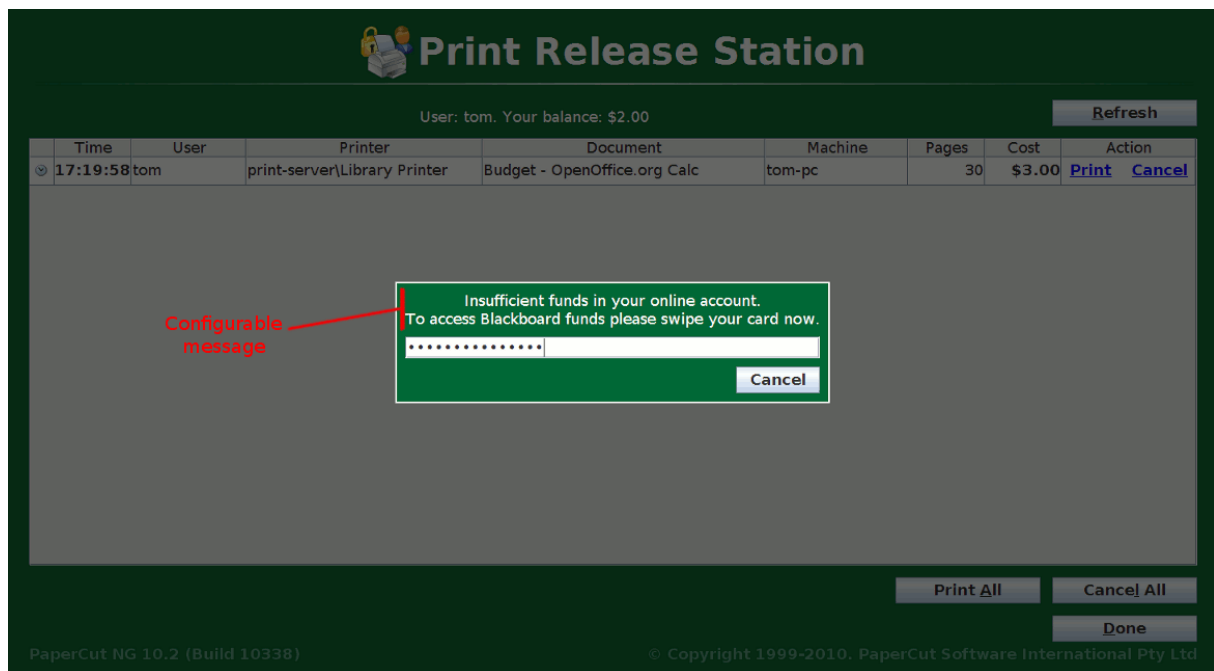 Print Release Station
User: tom. Your balance: $2.00
Refresh
Time User Printer Document Machine Pages Cost Action
17:19:58 tom print-server\Library Printer Budget - OpenOffice.org Calc tom-pc 30 $3.00 Print Cancel
Insufficient funds in your online account.
To access Blackboard funds please swipe your card now.
Configurable
message
•••••••••••••••
Cancel
Print All Cancel All
Done
PaperCut NG 10.2 (Build 10338) © Copyright 1999-2010. PaperCut Software International Pty Ltd